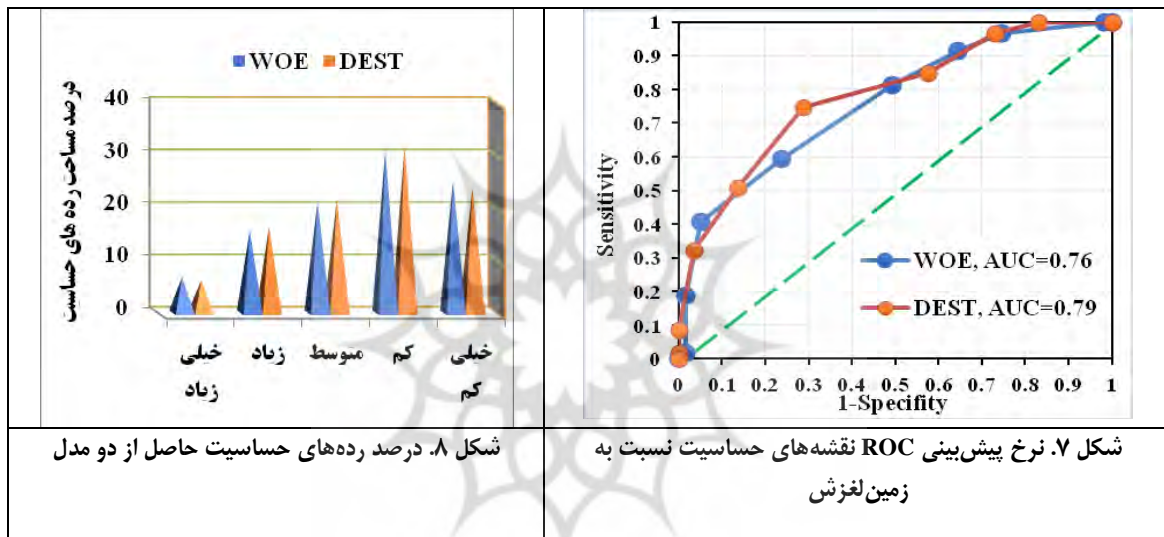 WOE DEST
درصد مساحت رده های حساسیت
40
30
20
10
0
خیلی زیاد
زیاد
متوسط
کم
خیلی کم
شکل ۸. درصد رده‌های حساسیت حاصل از دو مدل
Sensitivity
1
0.9
0.8
0.7
0.6
0.5
0.4
0.3
0.2
0.1
0
WOE, AUC=0.76
DEST, AUC=0.79
0 0.1 0.2 0.3 0.4 0.5 0.6 0.7 0.8 0.9 1
1-Specifity
شکل ۷. نرخ پیش‌بینی ROC نقشه‌های حساسیت نسبت به
زمین‌لغزش